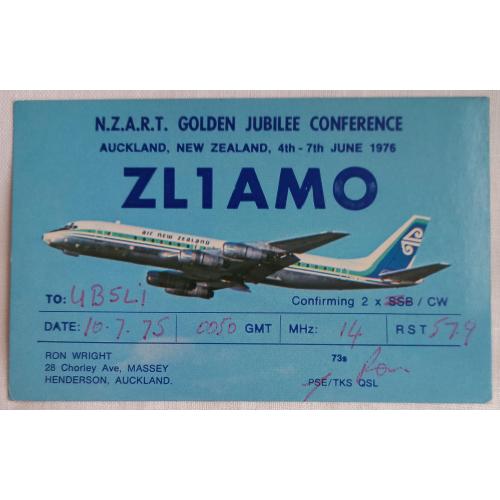 N.Z.A.R.T. GOLDEN JUBILEE CONFERENCE
AUCKLAND, NEW ZEALAND, 4th - 7th JUNE 1976
ZL1AMO
AIR NEW ZEALAND
TO: UB5Li
Confirming 2 x SSB / CW
DATE: 10.7.75 0050 GMT MHz: 14 RST 579
RON WRIGHT
28 Chorley Ave, MASSEY
HENDERSON, AUCKLAND.
73s Ron
PSE/TKS QSL